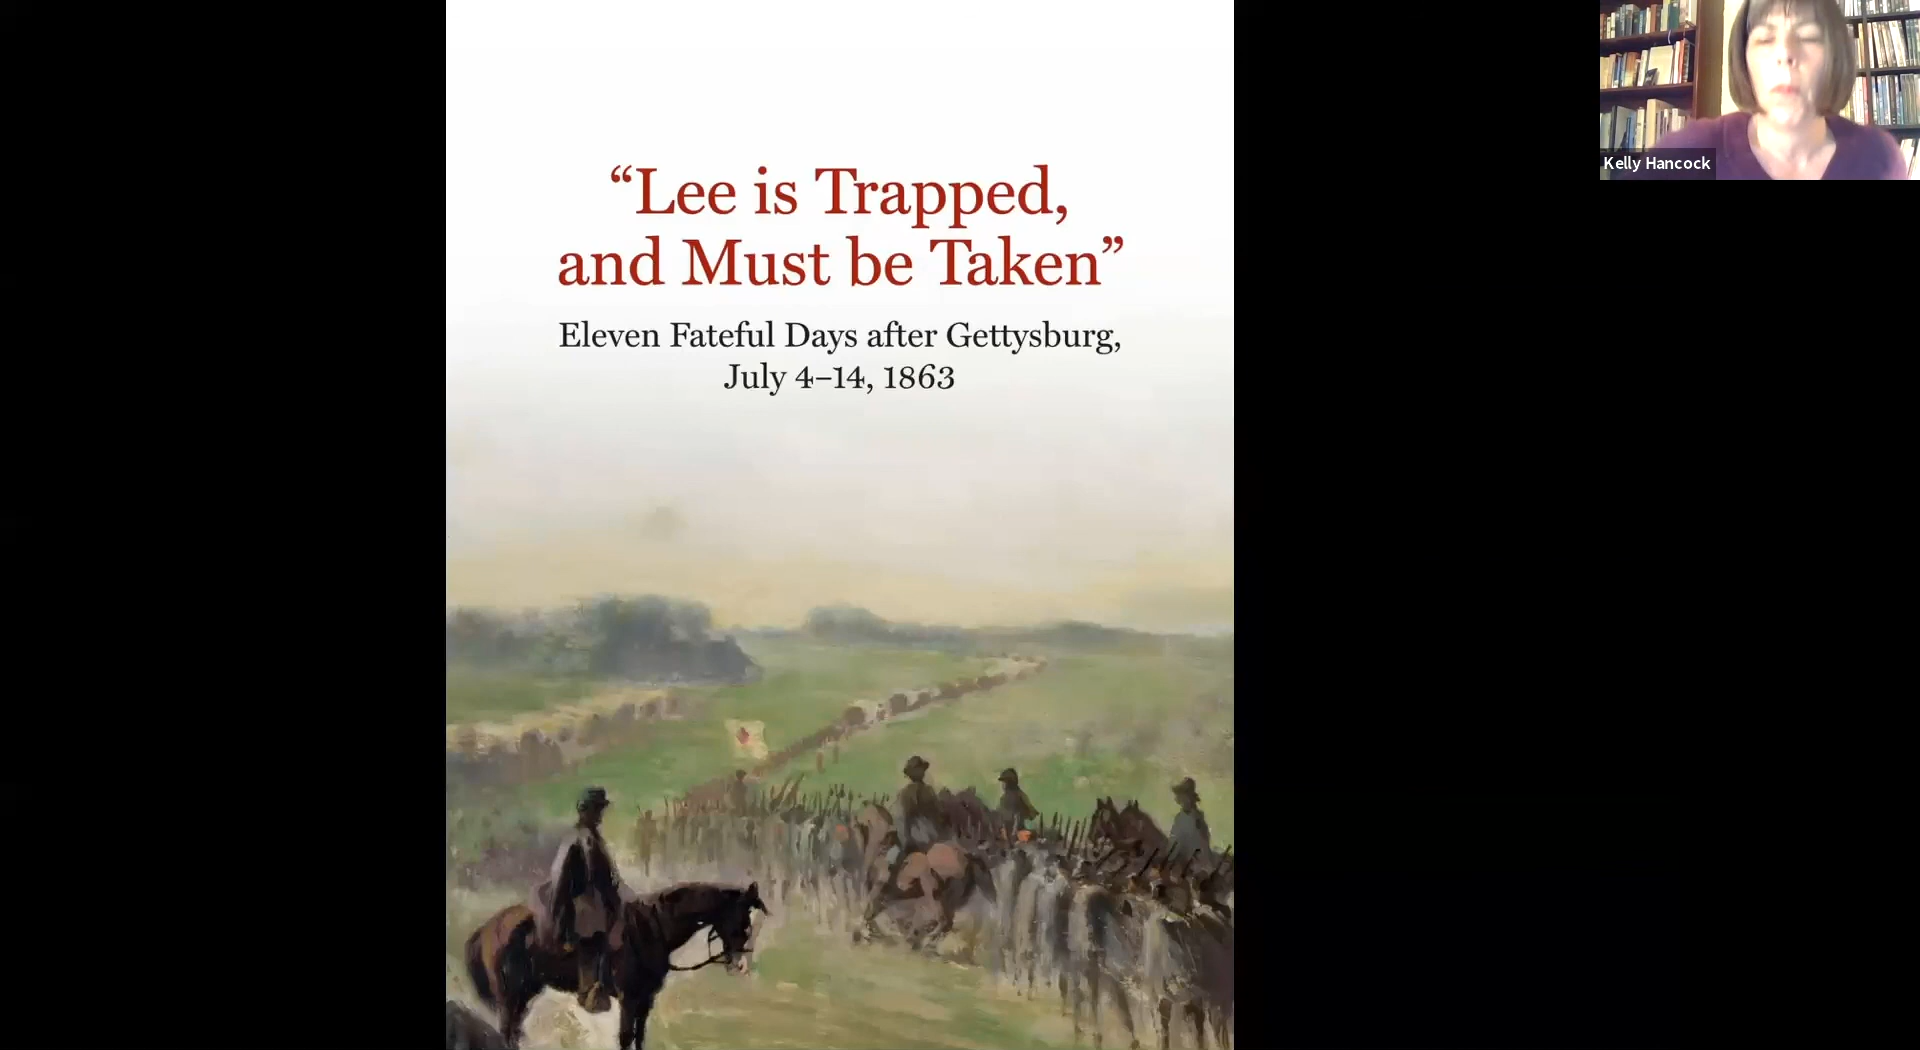 “Lee is Trapped,
and Must be Taken”
Eleven Fateful Days after Gettysburg,
July 4–14, 1863
Kelly Hancock